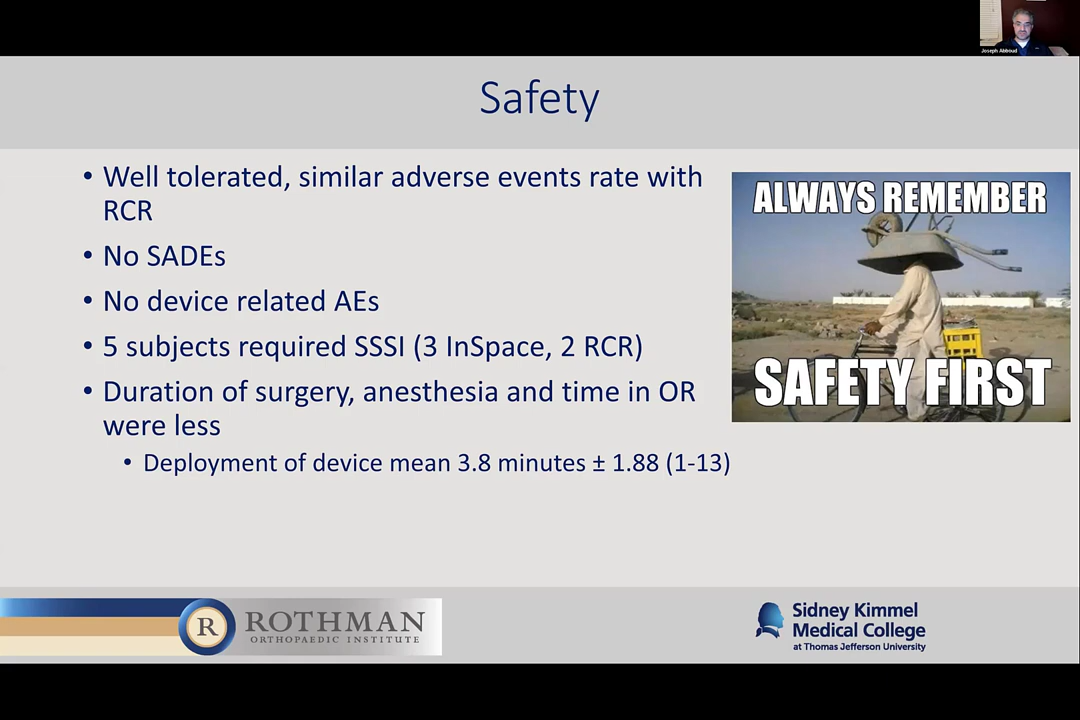 Joseph Abboud
Safety
• Well tolerated, similar adverse events rate with
RCR
• No SADEs
• No device related AEs
• 5 subjects required SSSI (3 InSpace, 2 RCR)
• Duration of surgery, anesthesia and time in OR
were less
• Deployment of device mean 3.8 minutes ± 1.88 (1-13)
ALWAYS REMEMBER
SAFETY FIRST
R
ROTHMAN
ORTHOPAEDIC INSTITUTE
Sidney Kimmel
Medical College
at Thomas Jefferson University